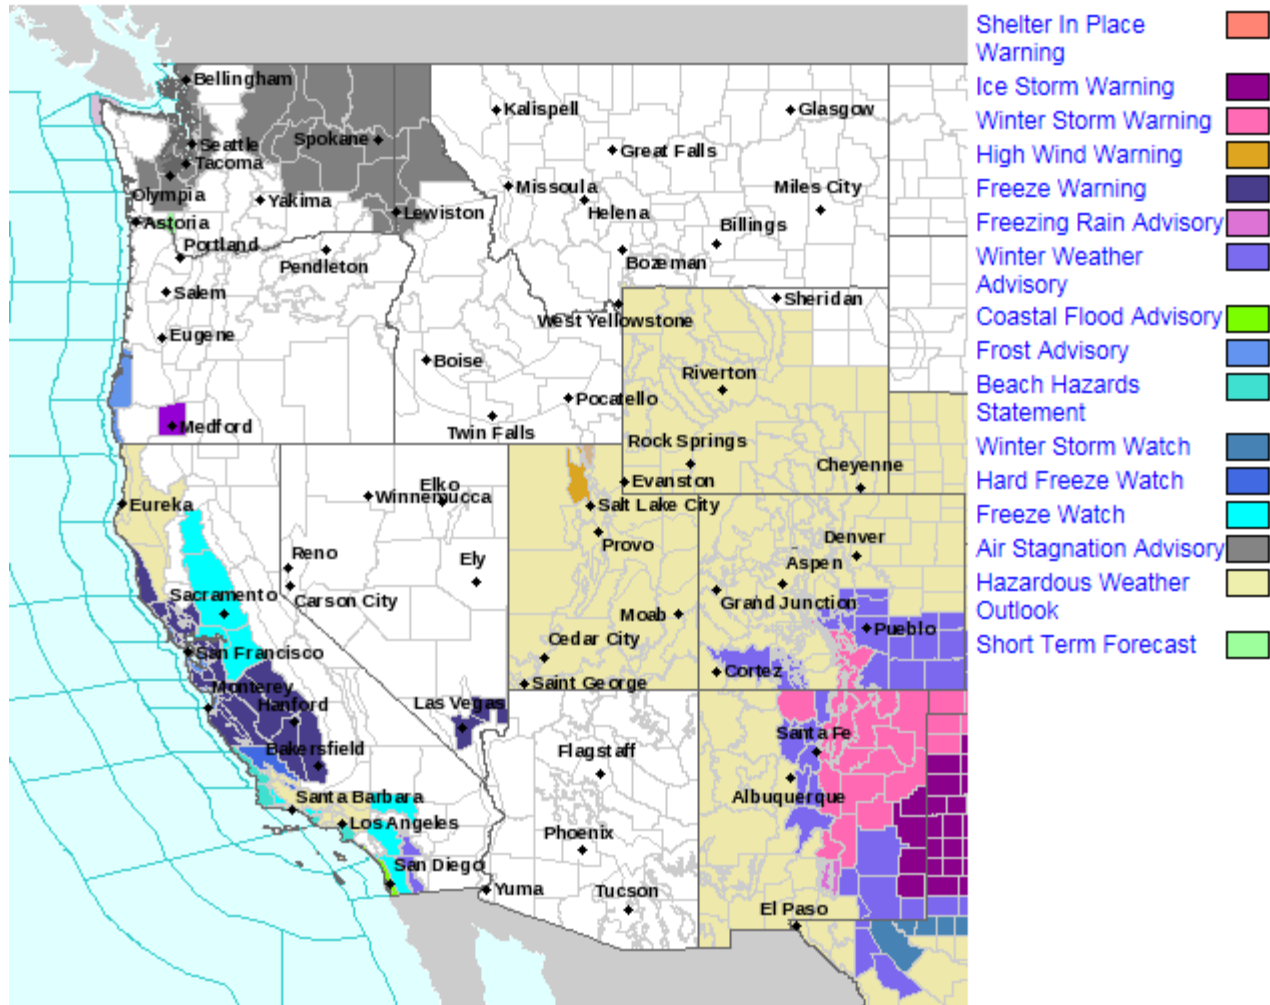 Bellingham
Seattle
Spokane
Tacoma
Olympia
Yakima
Lewiston
Astoria
Portland
Pendleton
Salem
Eugene
Medford
Kalispell
Glasgow
Great Falls
Missoula
Miles City
Helena
Billings
Bozeman
Sheridan
West Yellowstone
Boise
Riverton
Pocatello
Twin Falls
Rock Springs
Cheyenne
Evanston
Elko
Winnemucca
Salt Lake City
Eureka
Provo
Denver
Reno
Ely
Aspen
Sacramento
Carson City
Grand Junction
Moab
Pueblo
Cedar City
San Francisco
Cortez
Saint George
Monterey
Hanford
Las Vegas
Santa Fe
Bakersfield
Flagstaff
Santa Barbara
Albuquerque
Los Angeles
Phoenix
San Diego
Yuma
Tucson
El Paso
Shelter In Place
Warning
Ice Storm Warning
Winter Storm Warning
High Wind Warning
Freeze Warning
Freezing Rain Advisory
Winter Weather
Advisory
Coastal Flood Advisory
Frost Advisory
Beach Hazards
Statement
Winter Storm Watch
Hard Freeze Watch
Freeze Watch
Air Stagnation Advisory
Hazardous Weather
Outlook
Short Term Forecast